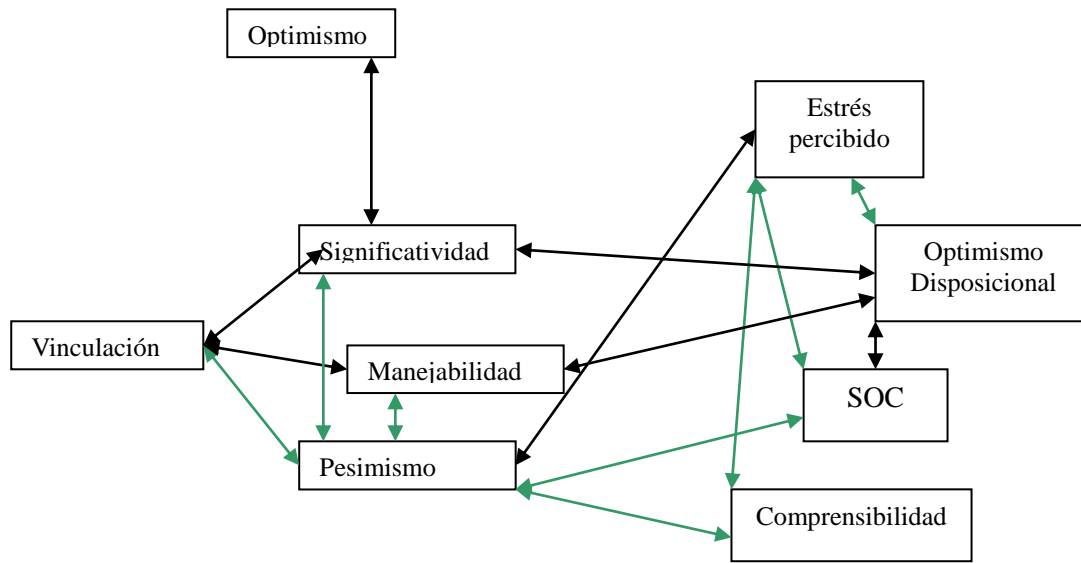 Optimismo
Estrés
percibido
Significatividad
Optimismo
Disposicional
Vinculación
Manejabilidad
SOC
Pesimismo
Comprensibilidad